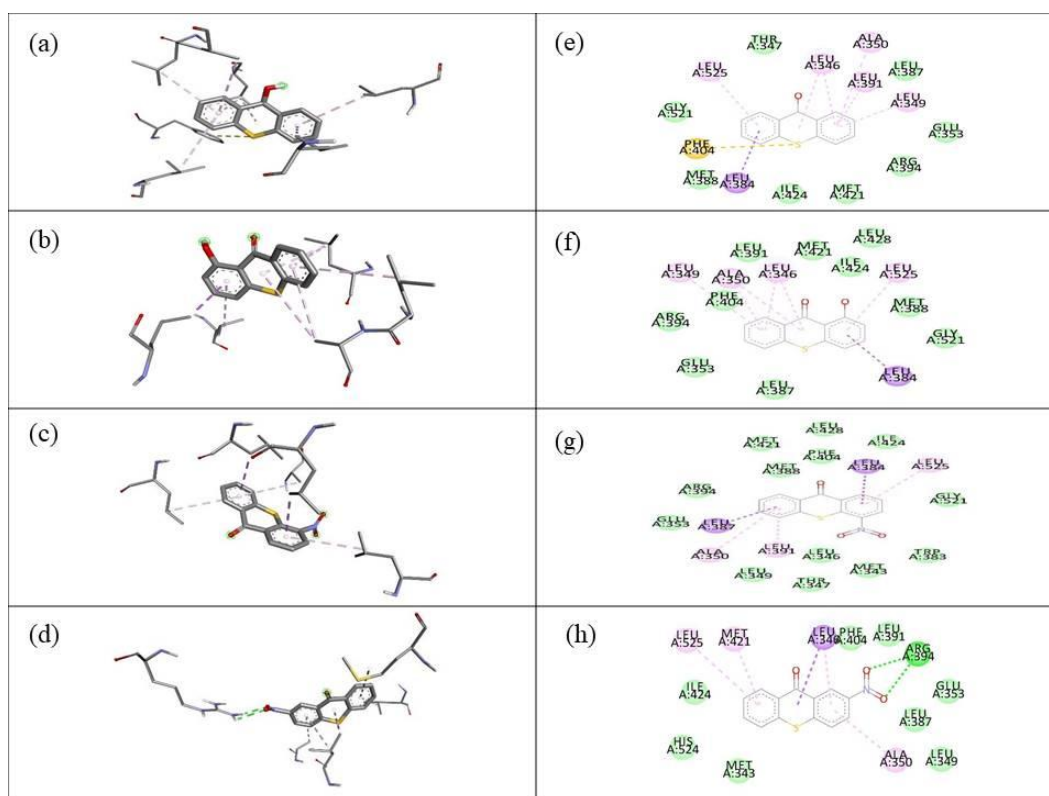 (a)
(e)
THR
A:347
ALA
A:350
LEU
A:525
LEU
A:346
LEU
A:387
LEU
A:391
LEU
A:349
GLY
A:521
GLU
A:353
PHE
A:404
O
S
MET
A:388
LEU
A:384
ILE
A:424
MET
A:421
ARG
A:394
(b)
(f)
LEU
A:428
LEU
A:391
MET
A:421
ILE
A:424
LEU
A:349
ALA
A:350
LEU
A:346
LEU
A:525
PHE
A:404
MET
A:388
ARG
A:394
O
O
S
GLY
A:521
GLU
A:353
LEU
A:384
LEU
A:387
(c)
(g)
LEU
A:428
MET
A:421
PHE
A:404
ILE
A:424
MET
A:388
LEU
A:384
LEU
A:525
ARG
A:394
O
GLY
A:521
GLU
A:353
LEU
A:387
S
N
O
O
ALA
A:350
LEU
A:391
LEU
A:346
TRP
A:383
LEU
A:349
THR
A:347
MET
A:343
(d)
(h)
LEU
A:525
MET
A:421
LEU
A:346
PHE
A:404
LEU
A:391
ARG
A:394
ILE
A:424
O
O
N
O
GLU
A:353
LEU
A:387
HIS
A:524
S
MET
A:343
ALA
A:350
LEU
A:349